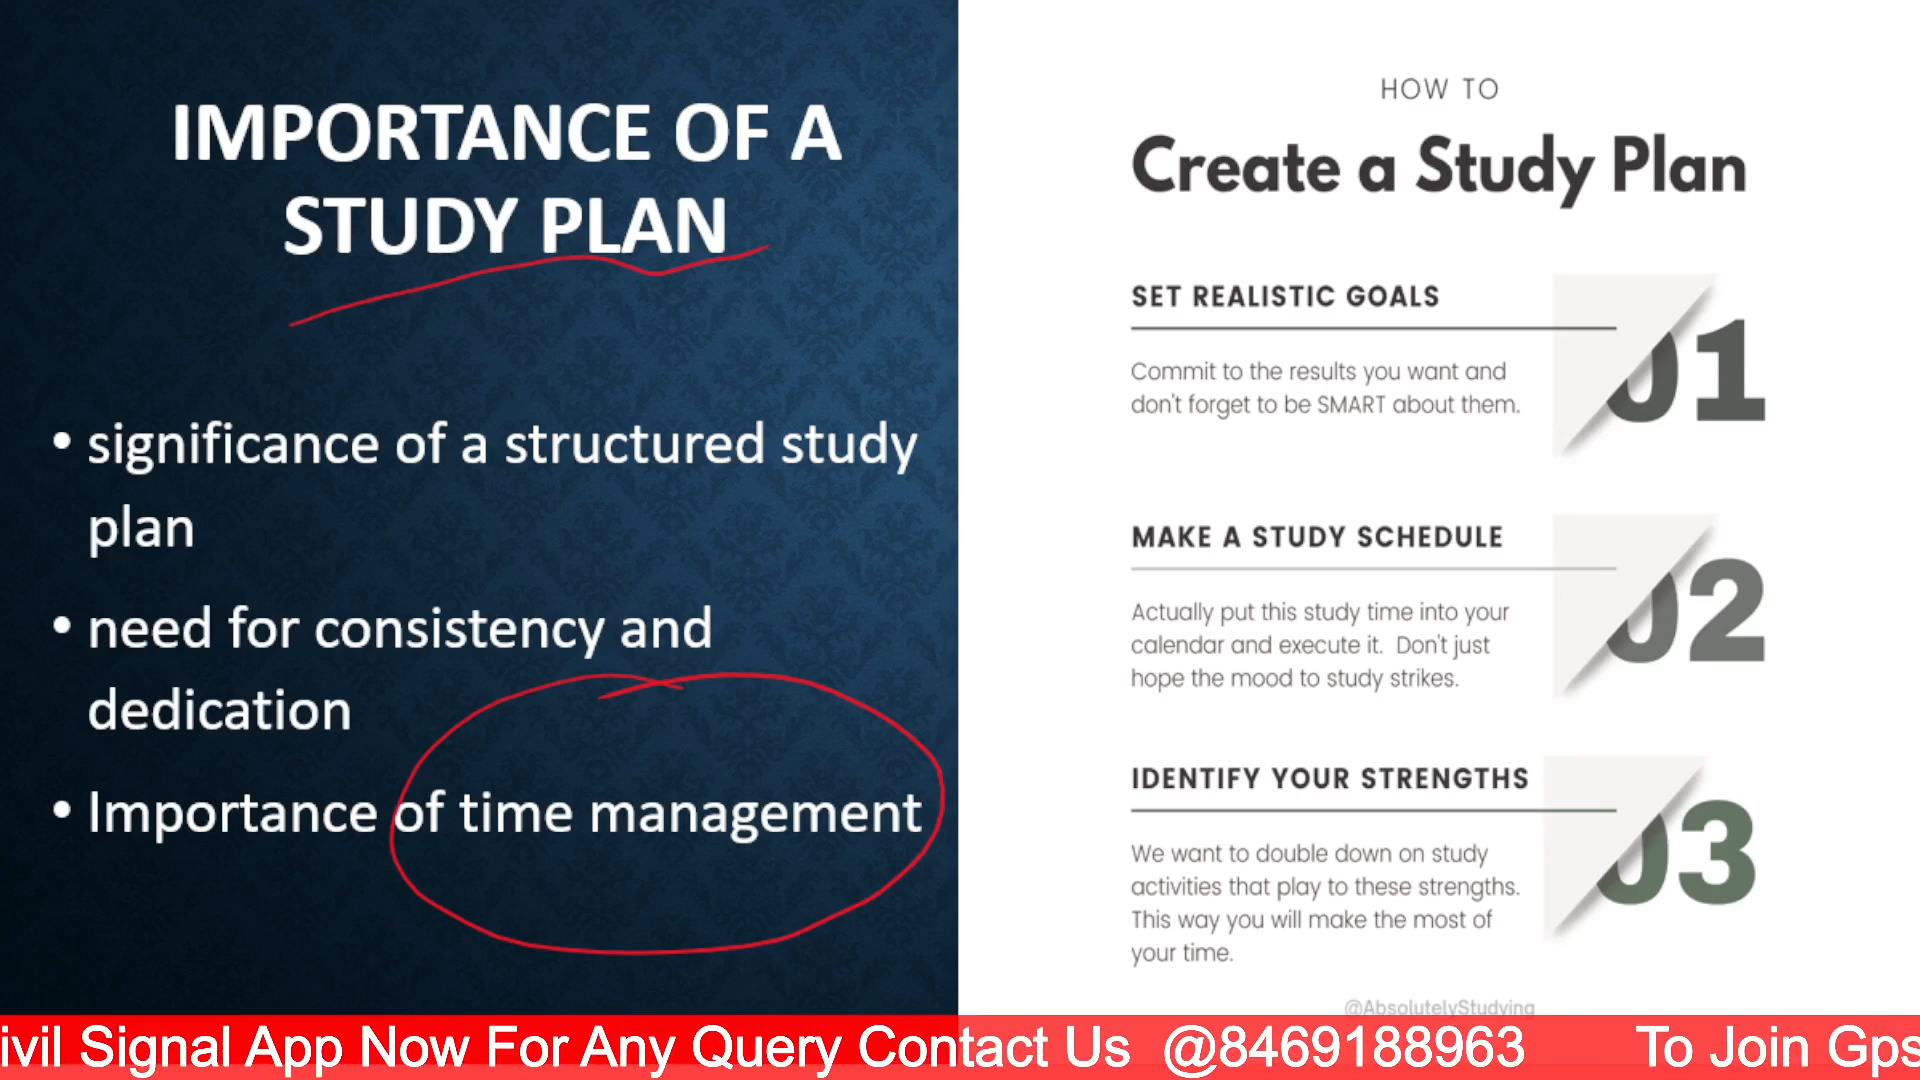 IMPORTANCE OF A
STUDY PLAN
• significance of a structured study
plan
• need for consistency and
dedication
• Importance of time management
HOW TO
Create a Study Plan
SET REALISTIC GOALS
01
Commit to the results you want and
don't forget to be SMART about them.
MAKE A STUDY SCHEDULE
02
Actually put this study time into your
calendar and execute it. Don't just
hope the mood to study strikes.
IDENTIFY YOUR STRENGTHS
03
We want to double down on study
activities that play to these strengths.
This way you will make the most of
your time.
@AbsolutelyStudying
ivil Signal App Now For Any Query Contact Us @8469188963 To Join Gps